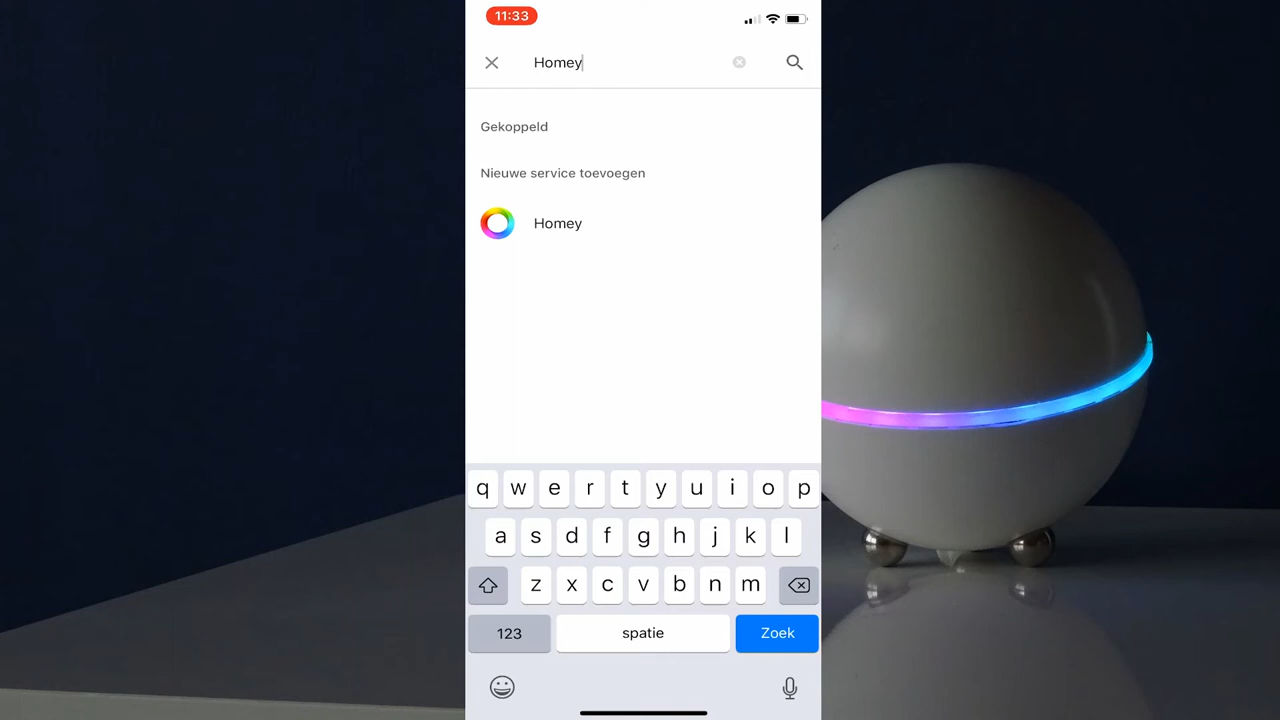 11:33
Homey
Gekoppeld
Nieuwe service toevoegen
Homey
q w e r t y u i o p
a s d f g h j k l
z x c v b n m
123 spatie Zoek